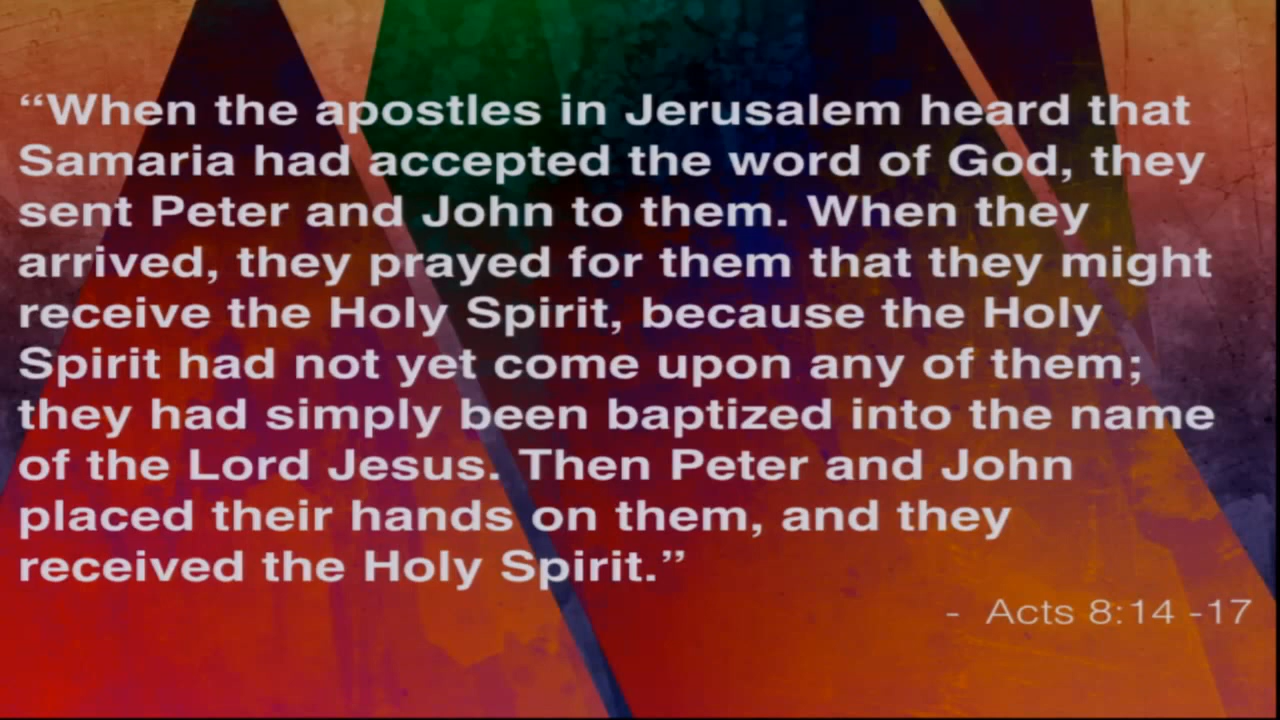 “When the apostles in Jerusalem heard that
Samaria had accepted the word of God, they
sent Peter and John to them. When they
arrived, they prayed for them that they might
receive the Holy Spirit, because the Holy
Spirit had not yet come upon any of them;
they had simply been baptized into the name
of the Lord Jesus. Then Peter and John
placed their hands on them, and they
received the Holy Spirit.”
- Acts 8:14 -17